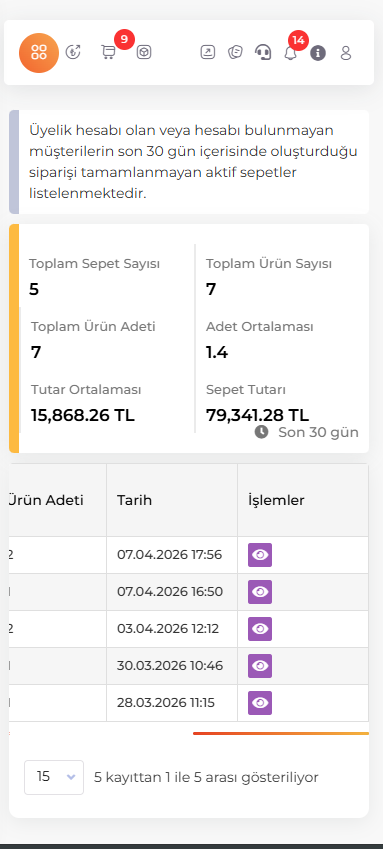 9
14
Üyelik hesabı olan veya hesabı bulunmayan
müşterilerin son 30 gün içerisinde oluşturduğu
siparişi tamamlanmayan aktif sepetler
listelenmektedir.
Toplam Sepet Sayısı
Toplam Ürün Sayısı
5
7
Toplam Ürün Adeti
Adet Ortalaması
7
1.4
Tutar Ortalaması
Sepet Tutarı
15,868.26 TL
79,341.28 TL
Son 30 gün
Ürün Adeti Tarih İşlemler
2 07.04.2026 17:56
07.04.2026 16:50
2 03.04.2026 12:12
30.03.2026 10:46
28.03.2026 11:15
15 5 kayıttan 1 ile 5 arası gösteriliyor